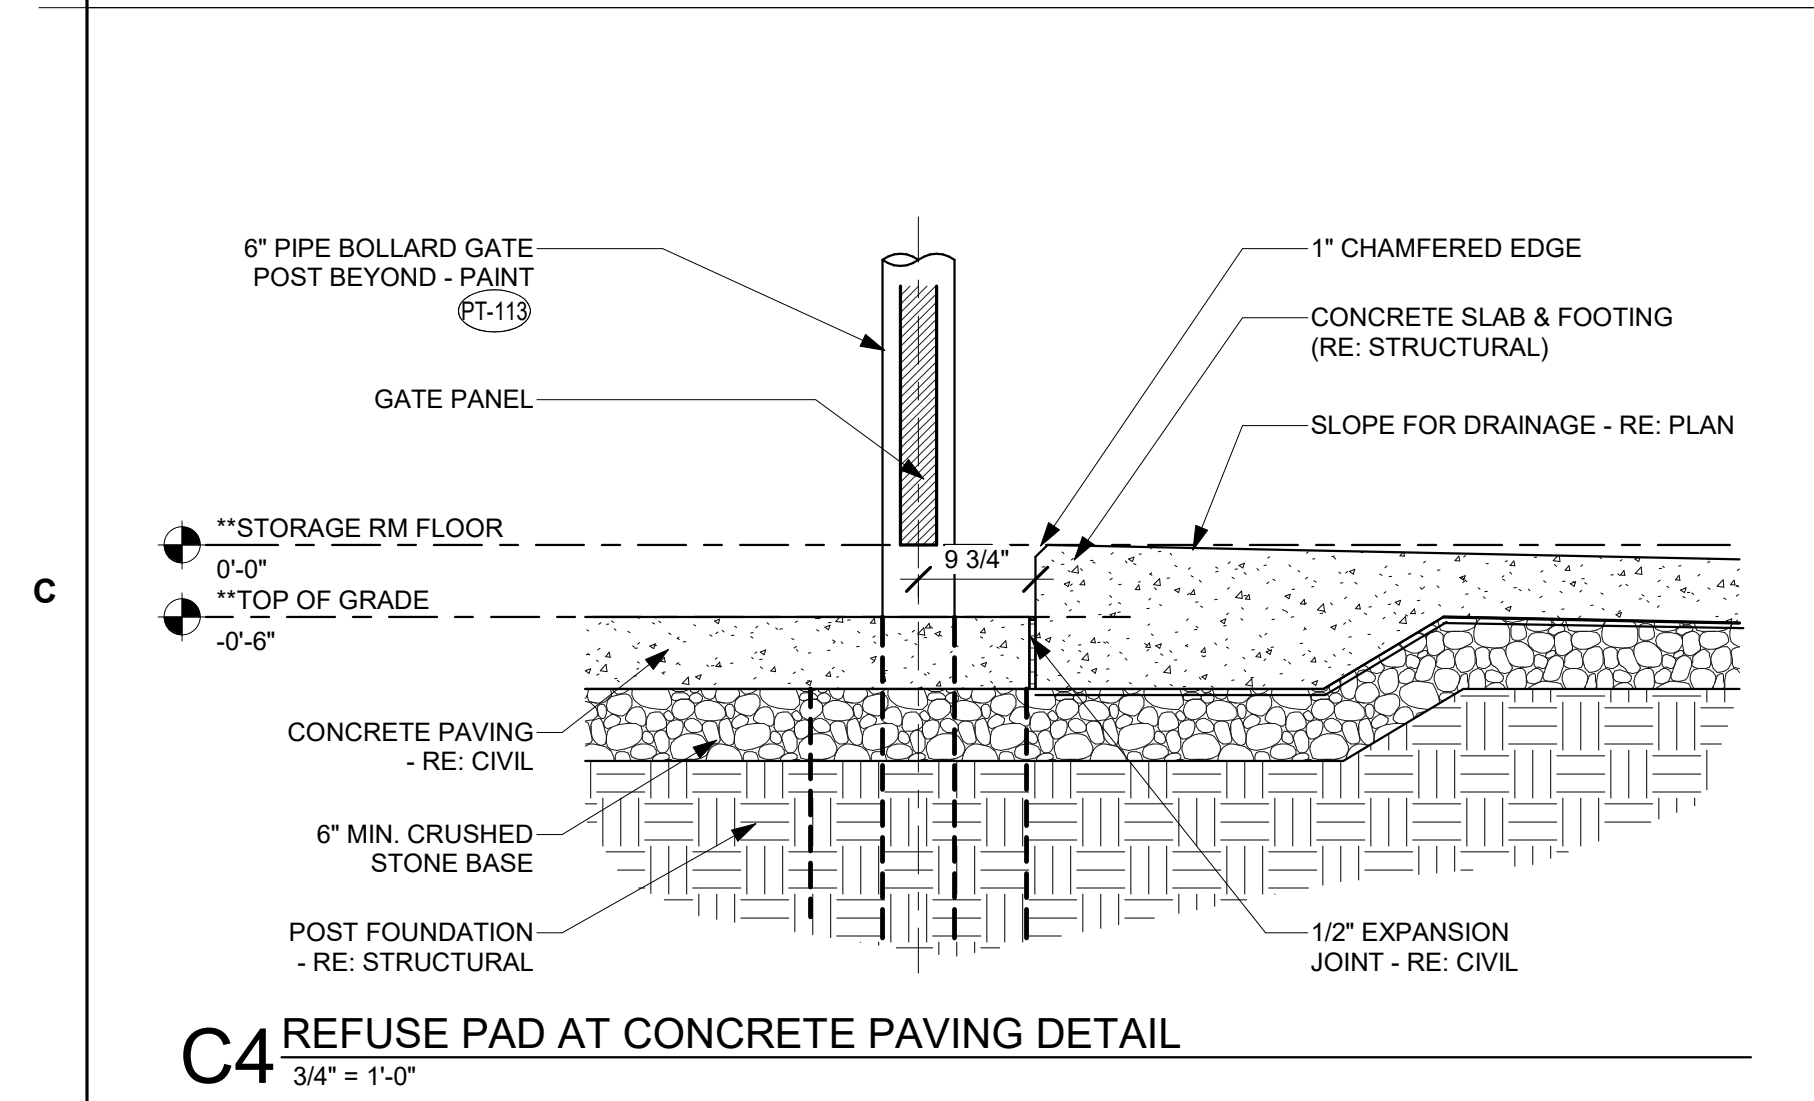 6" PIPE BOLLARD GATE
POST BEYOND - PAINT
PT-113
GATE PANEL
1" CHAMFERED EDGE
CONCRETE SLAB & FOOTING
(RE: STRUCTURAL)
SLOPE FOR DRAINAGE - RE: PLAN
**STORAGE RM FLOOR
0'-0"
9 3/4"
C
**TOP OF GRADE
-0'-6"
CONCRETE PAVING
- RE: CIVIL
6" MIN. CRUSHED
STONE BASE
POST FOUNDATION
- RE: STRUCTURAL
1/2" EXPANSION
JOINT - RE: CIVIL
C4 REFUSE PAD AT CONCRETE PAVING DETAIL
3/4" = 1'-0"